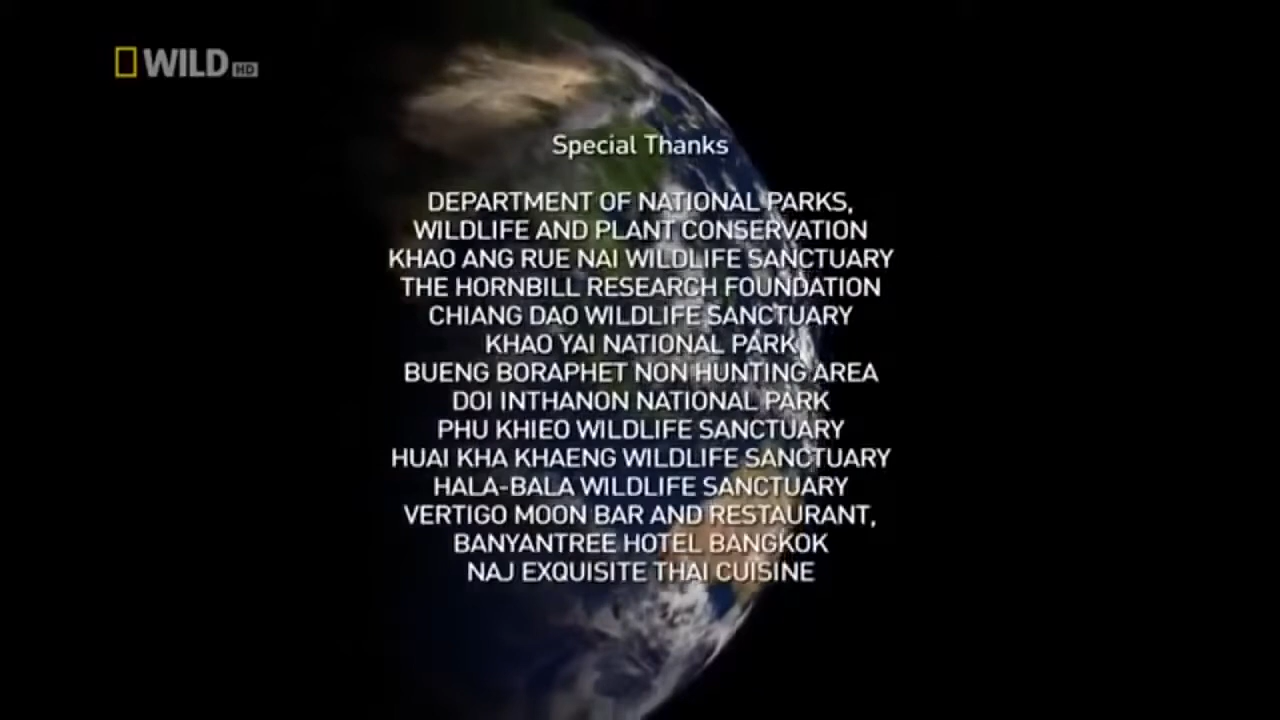 WILD HD
Special Thanks
DEPARTMENT OF NATIONAL PARKS,
WILDLIFE AND PLANT CONSERVATION
KHAO ANG RUE NAI WILDLIFE SANCTUARY
THE HORNBILL RESEARCH FOUNDATION
CHIANG DAO WILDLIFE SANCTUARY
KHAO YAI NATIONAL PARK
BUENG BORAPHET NON HUNTING AREA
DOI INTHANON NATIONAL PARK
PHU KHIEO WILDLIFE SANCTUARY
HUAI KHA KHAENG WILDLIFE SANCTUARY
HALA-BALA WILDLIFE SANCTUARY
VERTIGO MOON BAR AND RESTAURANT,
BANYANTREE HOTEL BANGKOK
NAJ EXQUISITE THAI CUISINE